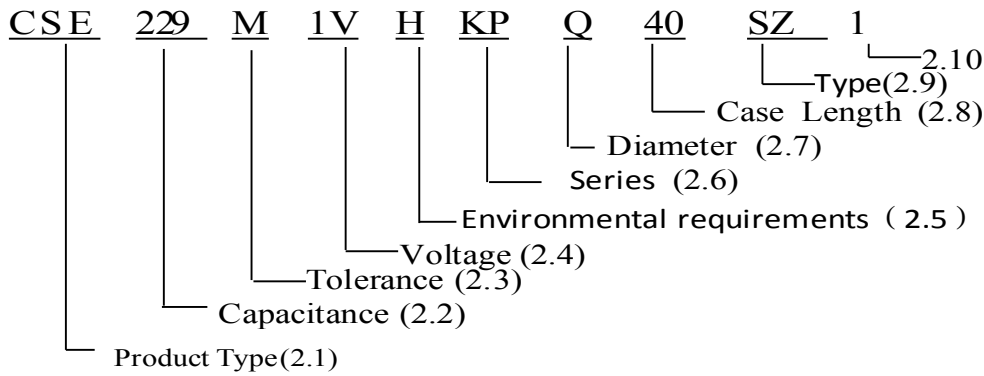 CSE 229 M 1V H KP Q 40 SZ 1
2.10
Type(2.9)
Case Length (2.8)
Diameter (2.7)
Series (2.6)
Environmental requirements （2.5）
Voltage (2.4)
Tolerance (2.3)
Capacitance (2.2)
Product Type(2.1)